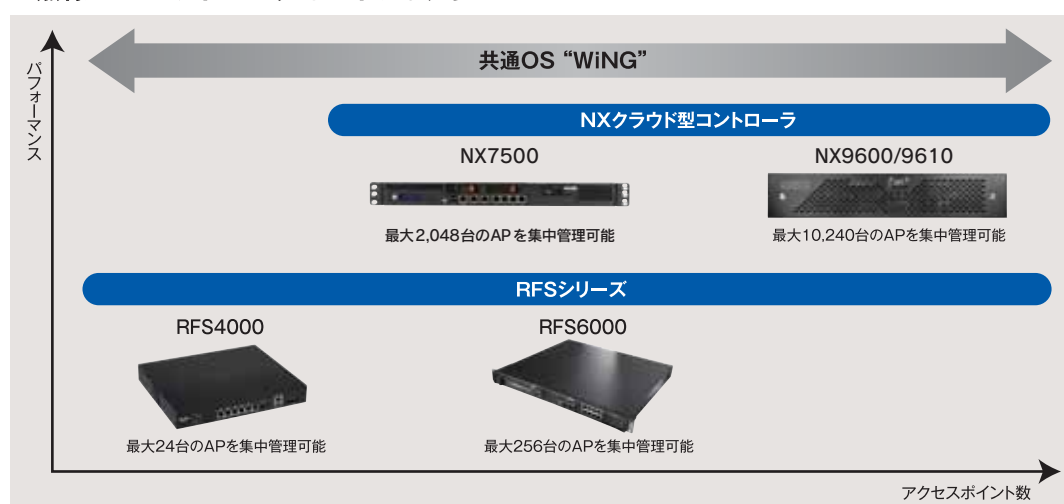 共通OS “WiNG”
パフォーマンス
NXクラウド型コントローラ
NX7500
NX9600/9610
最大2,048台のAPを集中管理可能
最大10,240台のAPを集中管理可能
RFSシリーズ
RFS4000
RFS6000
最大24台のAPを集中管理可能
最大256台のAPを集中管理可能
アクセスポイント数